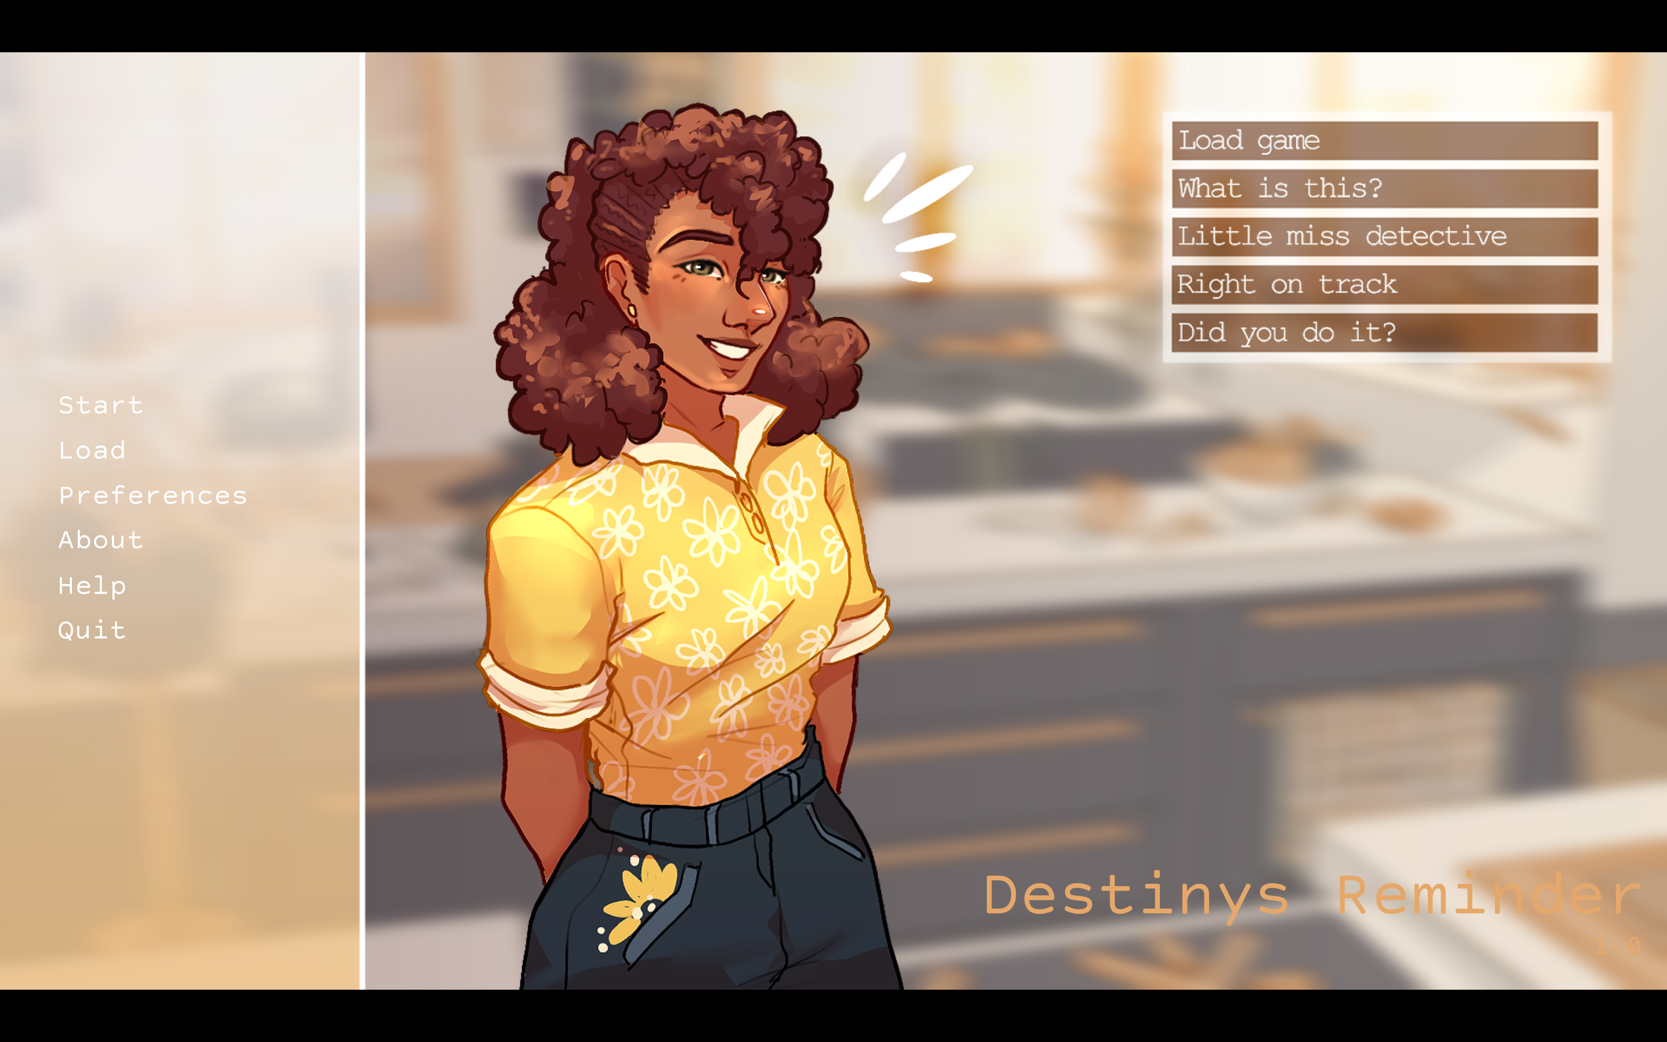 Start
Load
Preferences
About
Help
Quit
Load game
What is this?
Little miss detective
Right on track
Did you do it?
Destinys Reminder